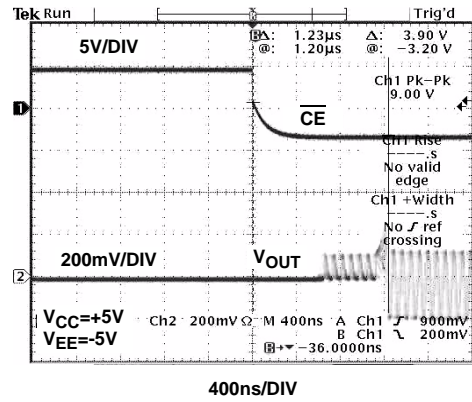 Tek Run Trig'd
Δ: 1.23µs Δ: 3.90 V
@: 1.20µs @: −3.20 V
5V/DIV
Ch1 Pk−Pk
9.00 V
1
CE
Ch1 Rise
----.s
No valid
edge
Ch1 +Width
----.s
No ʃ ref
crossing
200mV/DIV
VOUT
2
VCC=+5V
VEE=-5V
Ch2 200mV Ω M 400ns A Ch1 ʃ 900mV
B Ch1 ʅ 200mV
B→▾ −36.0000ns
400ns/DIV